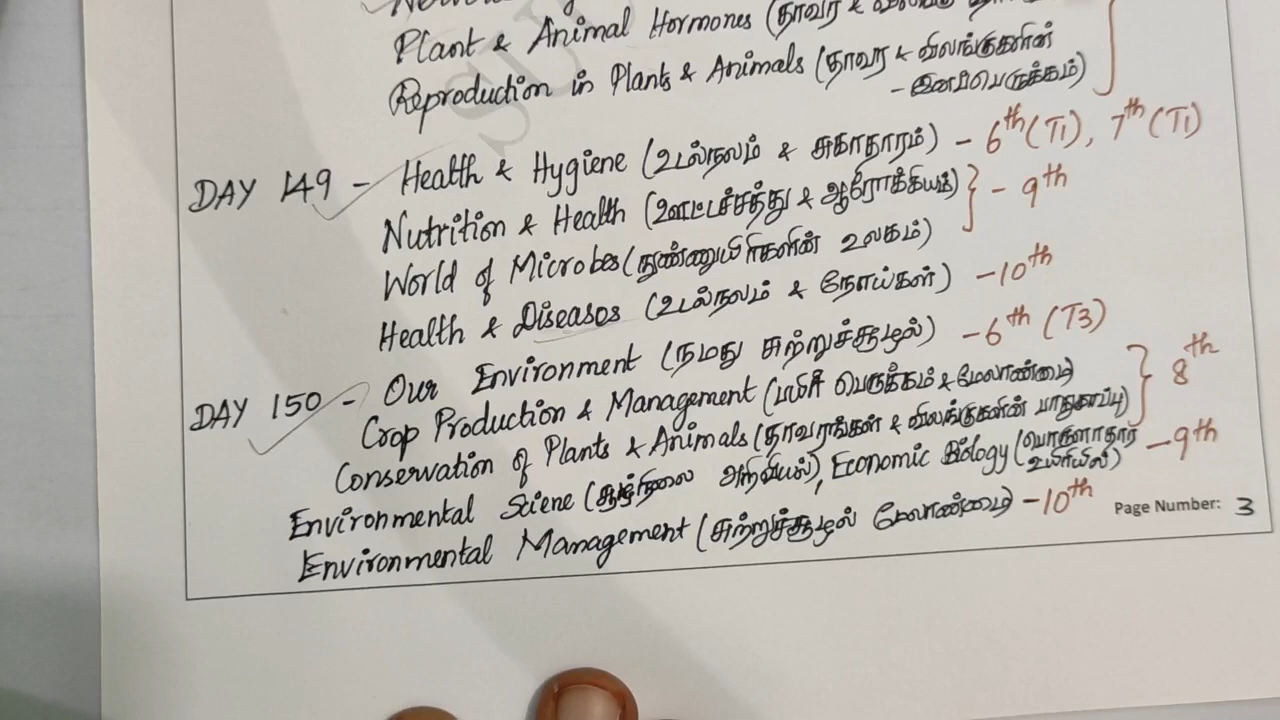 Plant & Animal Hormones (தாவர &
Reproduction in Plants & Animals (தாவர & விலங்குகளின்
- இனப்பெருக்கம்)
DAY 149 - Health & Hygiene (உடல்நலம் & சுகாதாரம்) - 6th (T1), 7th (T1)
Nutrition & Health (ஊட்டச்சத்து & ஆரோக்கியம்) } - 9th
World of Microbes (நுண்ணுயிரிகளின் உலகம்)
Health & Diseases (உடல்நலம் & நோய்கள்) - 10th
DAY 150 - Our Environment (நமது சுற்றுச்சூழல்) - 6th (T3)
Crop Production & Management (பயிர் பெருக்கம் & மேலாண்மை) } 8th
Conservation of Plants & Animals (தாவரங்கள் & விலங்குகளின் பாதுகாப்பு)
Environmental Sciene (சூழ்நிலை அறிவியல்), Economic Biology (பொருளாதார உயிரியில்) - 9th
Environmental Management (சுற்றுச்சூழல் மேலாண்மை) - 10th
Page Number: 3